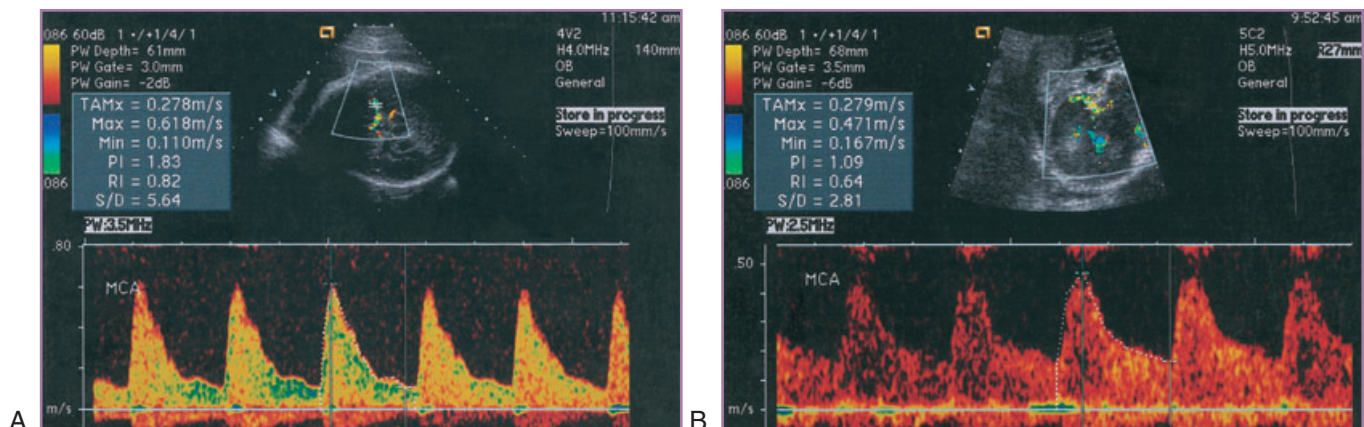 11:15:42 am
086 60dB 1 •/+1/4/ 1
PW Depth= 61mm
PW Gate= 3.0mm
PW Gain= -2dB
4V2
H4.0MHz 140mm
OB
General
TAMx = 0.278m/s
Max = 0.618m/s
Min = 0.110m/s
PI = 1.83
RI = 0.82
S/D = 5.64
Store in progress
Sweep=100mm/s
086
PW:3.5MHz
.80
MCA
m/s
A
9:52:45 am
086 60dB 1 •/+1/4/ 1
PW Depth= 68mm
PW Gate= 3.5mm
PW Gain= -6dB
5C2
H5.0MHz R27mm
OB
General
TAMx = 0.279m/s
Max = 0.471m/s
Min = 0.167m/s
PI = 1.09
RI = 0.64
S/D = 2.81
Store in progress
Sweep=100mm/s
086
PW:2.5MHz
.50
MCA
m/s
B